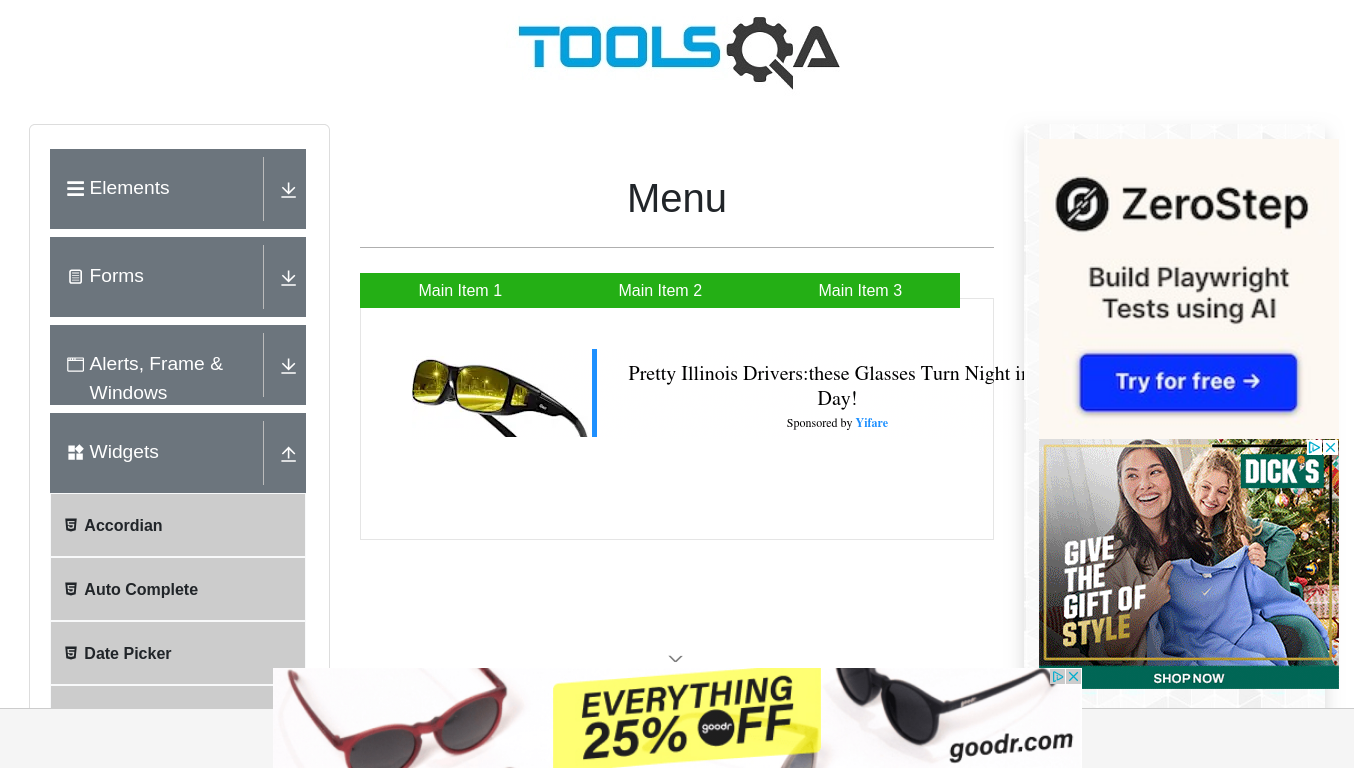 TOOLSQA
Elements
Forms
Alerts, Frame &
Windows
Widgets
Accordian
Auto Complete
Date Picker
Menu
Main Item 1
Main Item 2
Main Item 3
Pretty Illinois Drivers:these Glasses Turn Night in
Day!
Sponsored by Yifare
ZeroStep
Build Playwright
Tests using AI
Try for free →
DICK'S
GIVE
THE
GIFT OF
STYLE
SHOP NOW
EVERYTHING
25% goodr OFF
goodr.com